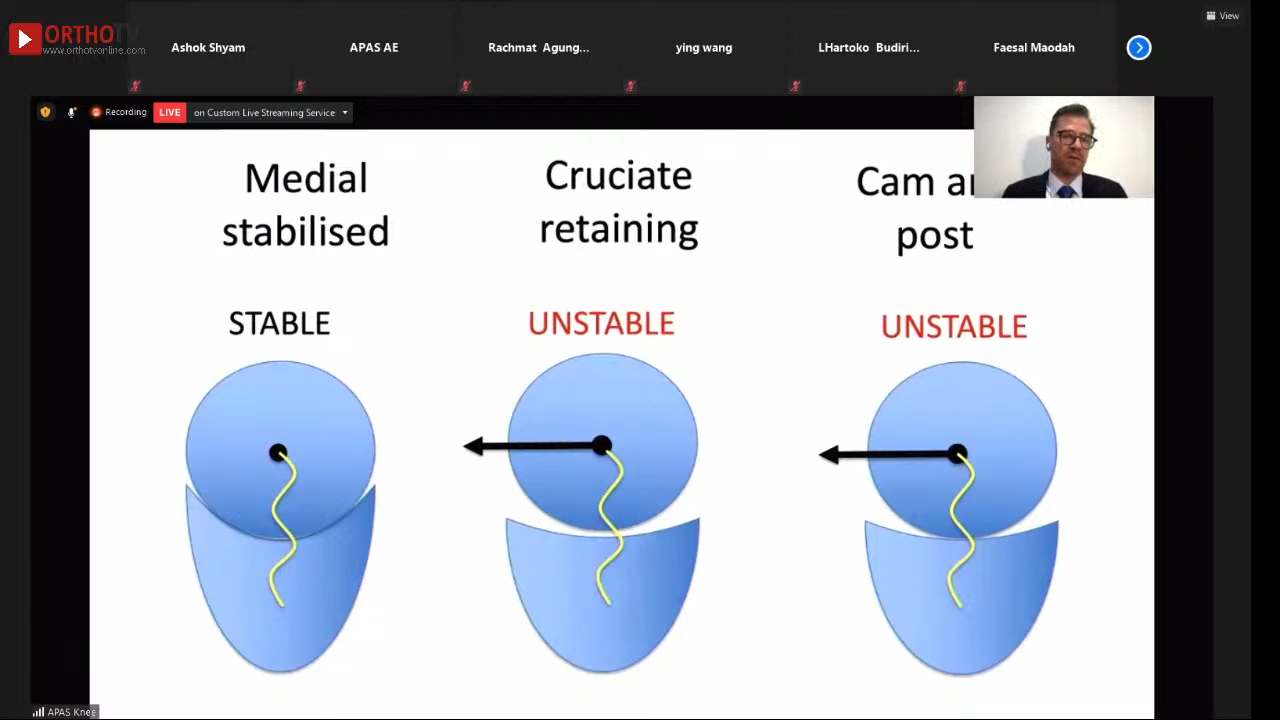 View
ORTHOTV
www.orthotvonline.com
Ashok Shyam
APAS AE
Rachmat Agung...
ying wang
LHartoko Budiri...
Faesal Maodah
Recording
LIVE
on Custom Live Streaming Service
Medial
stabilised
Cruciate
retaining
Cam
post
STABLE
UNSTABLE
UNSTABLE
APAS Knee